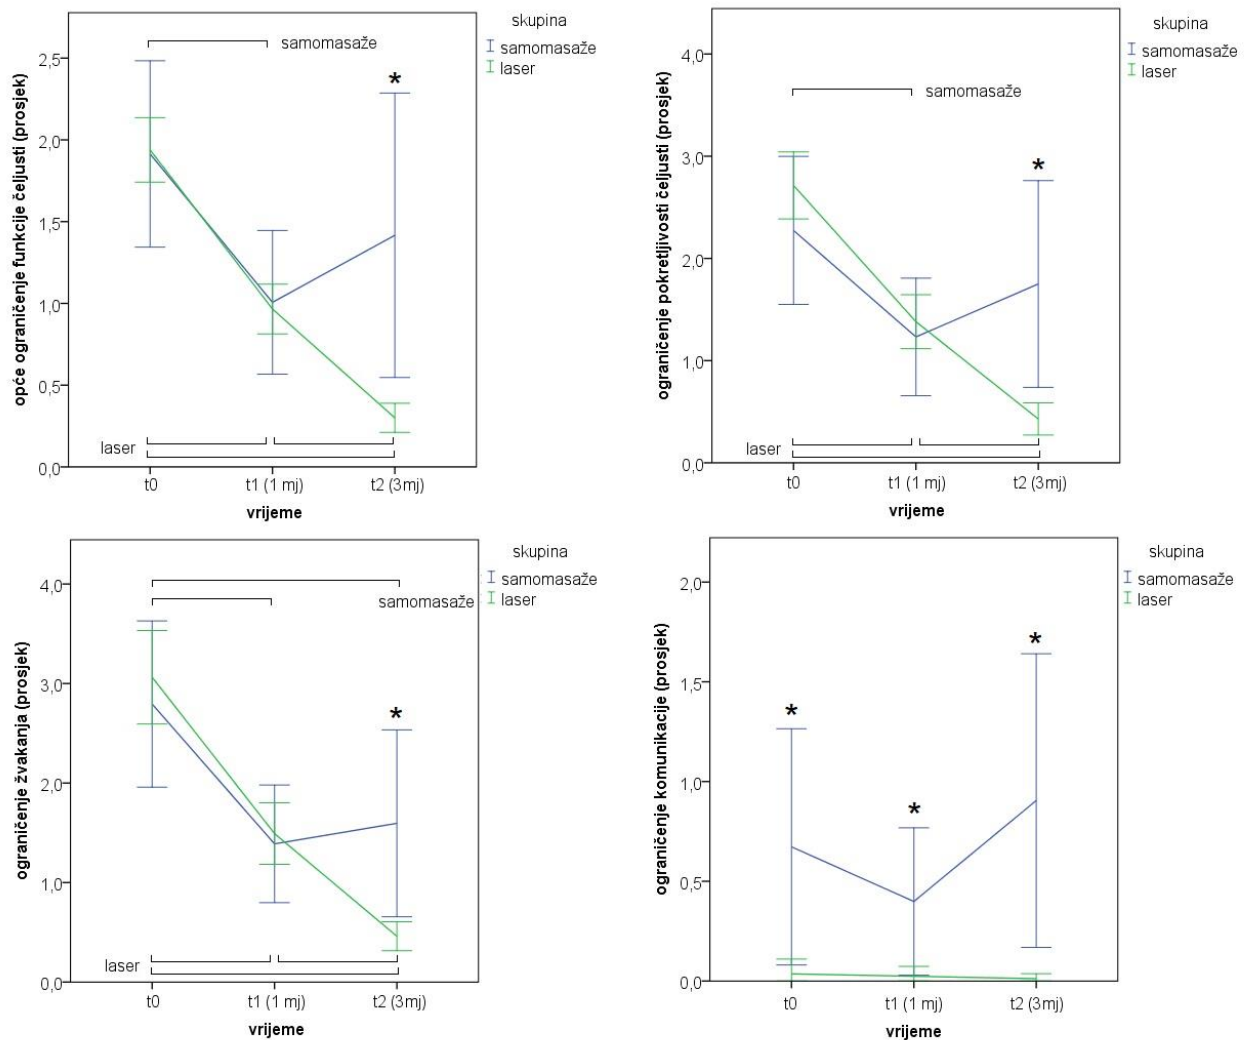 skupina
samomasaže
laser
opće ograničenje funkcije čeljusti (prosjek)
2,5
2,0
1,5
1,0
0,5
0,0
samomasaže
*
laser
t0
t1 (1 mj)
t2 (3mj)
vrijeme
skupina
samomasaže
laser
ograničenje pokretljivosti čeljusti (prosjek)
4,0
3,0
2,0
1,0
0,0
samomasaže
*
laser
t0
t1 (1 mj)
t2 (3mj)
vrijeme
skupina
samomasaže
laser
ograničenje žvakanja (prosjek)
4,0
3,0
2,0
1,0
0,0
samomasaže
*
laser
t0
t1 (1 mj)
t2 (3mj)
vrijeme
skupina
samomasaže
laser
ograničenje komunikacije (prosjek)
2,0
1,5
1,0
0,5
0,0
*
*
*
t0
t1 (1 mj)
t2 (3mj)
vrijeme